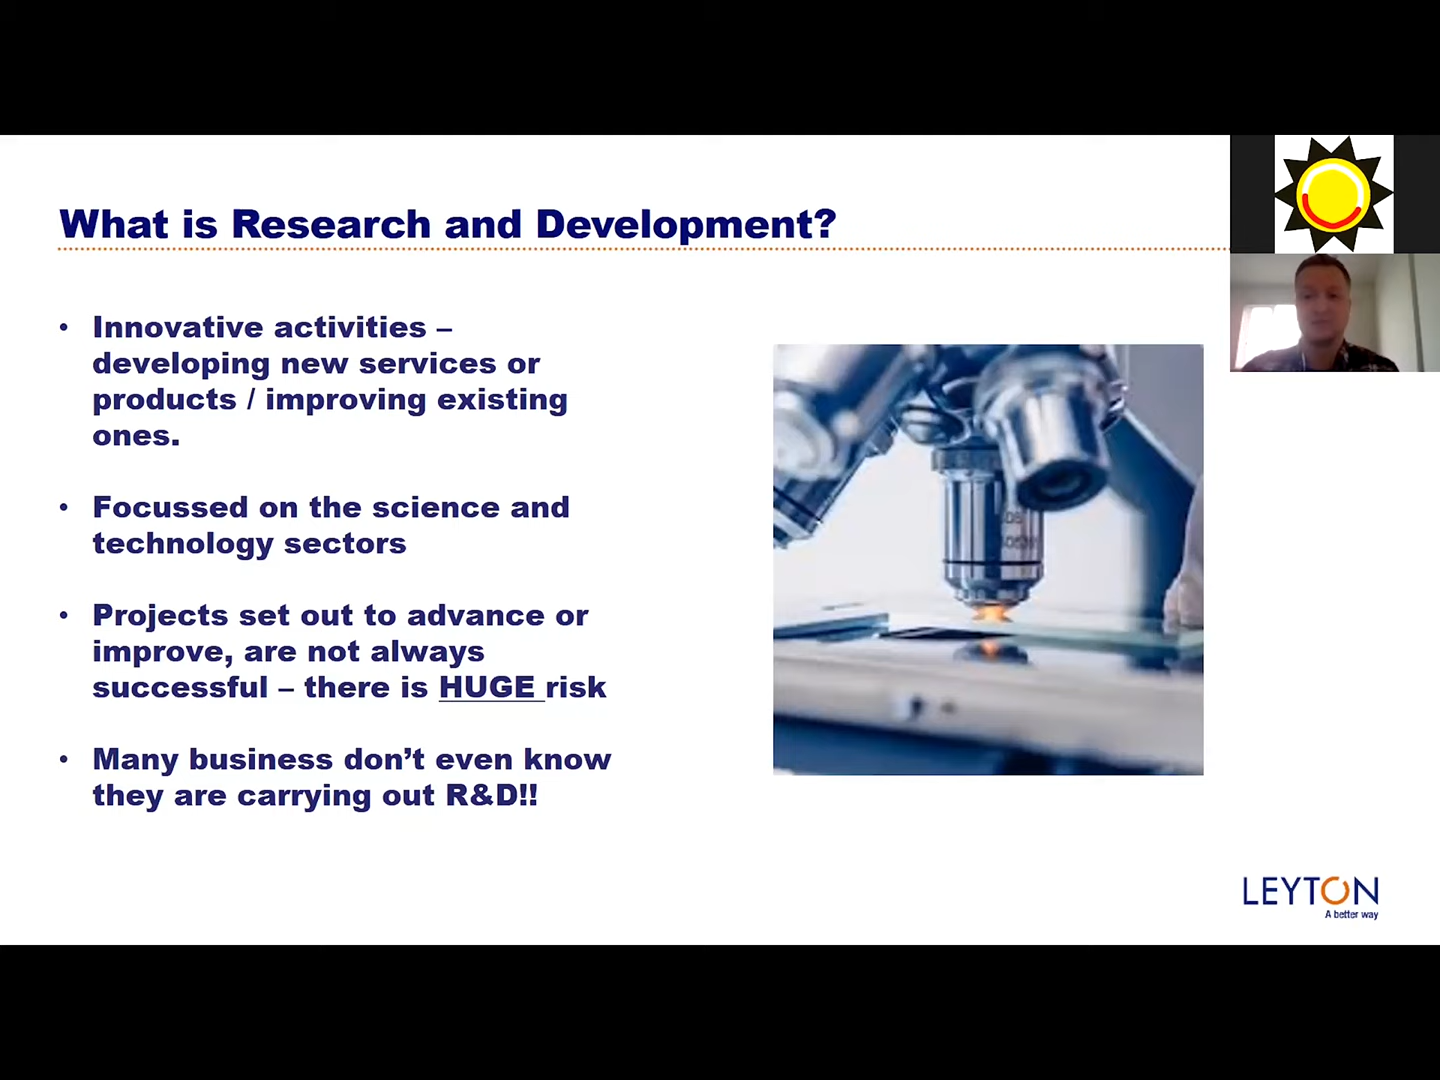 What is Research and Development?
• Innovative activities –
developing new services or
products / improving existing
ones.
• Focussed on the science and
technology sectors
• Projects set out to advance or
improve, are not always
successful – there is HUGE risk
• Many business don’t even know
they are carrying out R&D!!
LEYTON
A better way